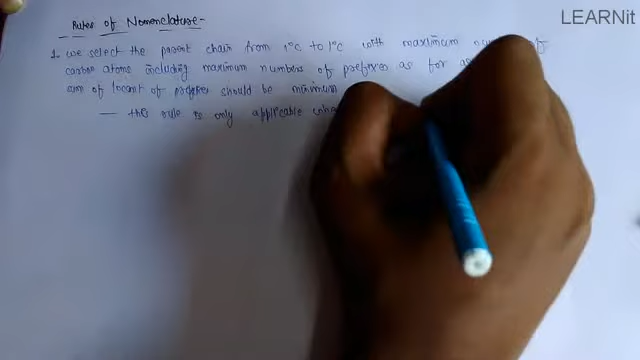 LEARNit
Rules of Nomenclature-
1. we select the parent chain from 1°C to 1°C with maximum of
carbon atoms including maximum numbers of prefixes as for as
sum of locant of prefixes should be minimum
— this rule is only applicable